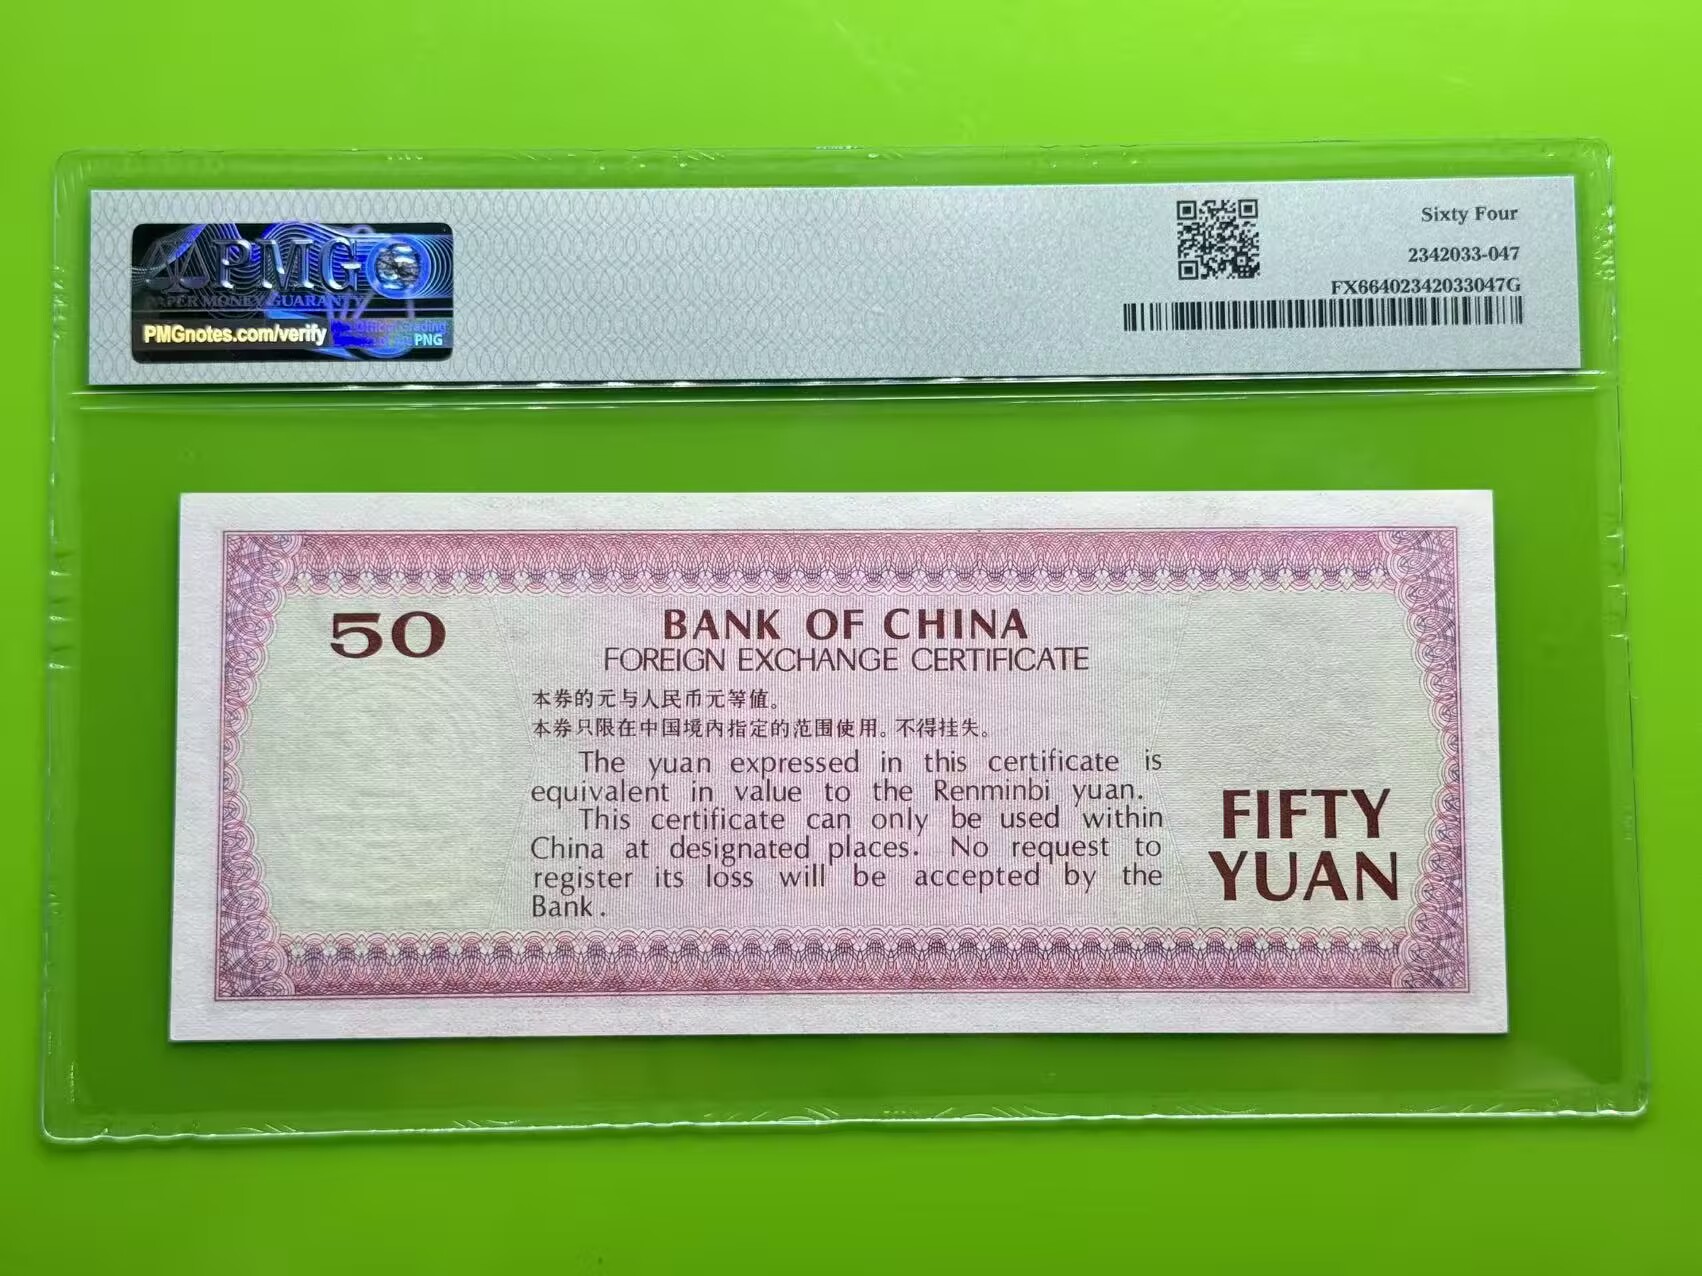 PMG
PAPER MONEY GUARANTY
PMGnotes.com/verify
Official Grading
PNG
Sixty Four
2342033-047
FX66402342033047G
50
BANK OF CHINA
FOREIGN EXCHANGE CERTIFICATE
本券的元与人民币元等值。
本券只限在中国境内指定的范围使用。不得挂失。
The yuan expressed in this certificate is
equivalent in value to the Renminbi yuan.
This certificate can only be used within
China at designated places. No request to
register its loss will be accepted by the
Bank.
FIFTY
YUAN